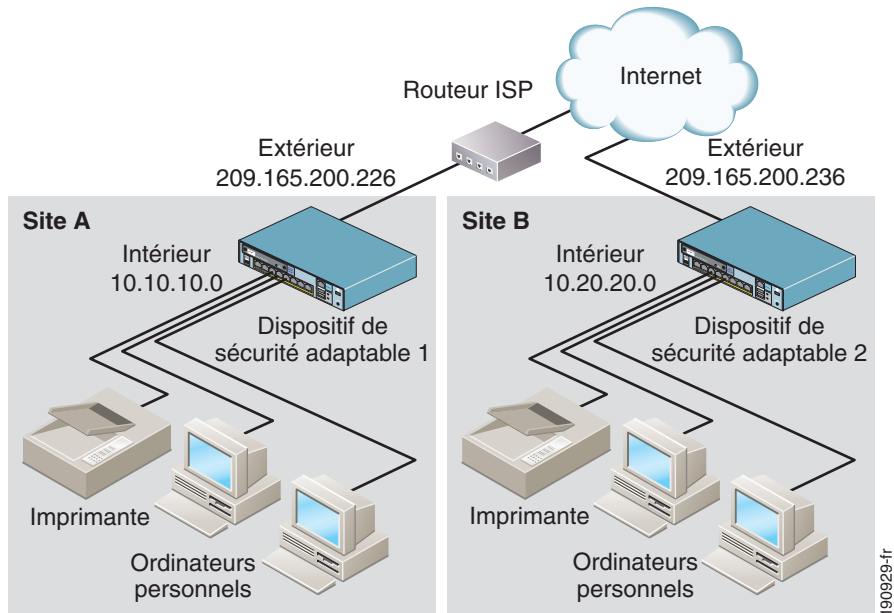 Internet
Routeur ISP
Extérieur
209.165.200.226
Extérieur
209.165.200.236
Site A
Intérieur
10.10.10.0
Dispositif de
sécurité adaptable 1
Imprimante
Ordinateurs
personnels
Site B
Intérieur
10.20.20.0
Dispositif de
sécurité adaptable 2
Imprimante
Ordinateurs
personnels
190929-fr